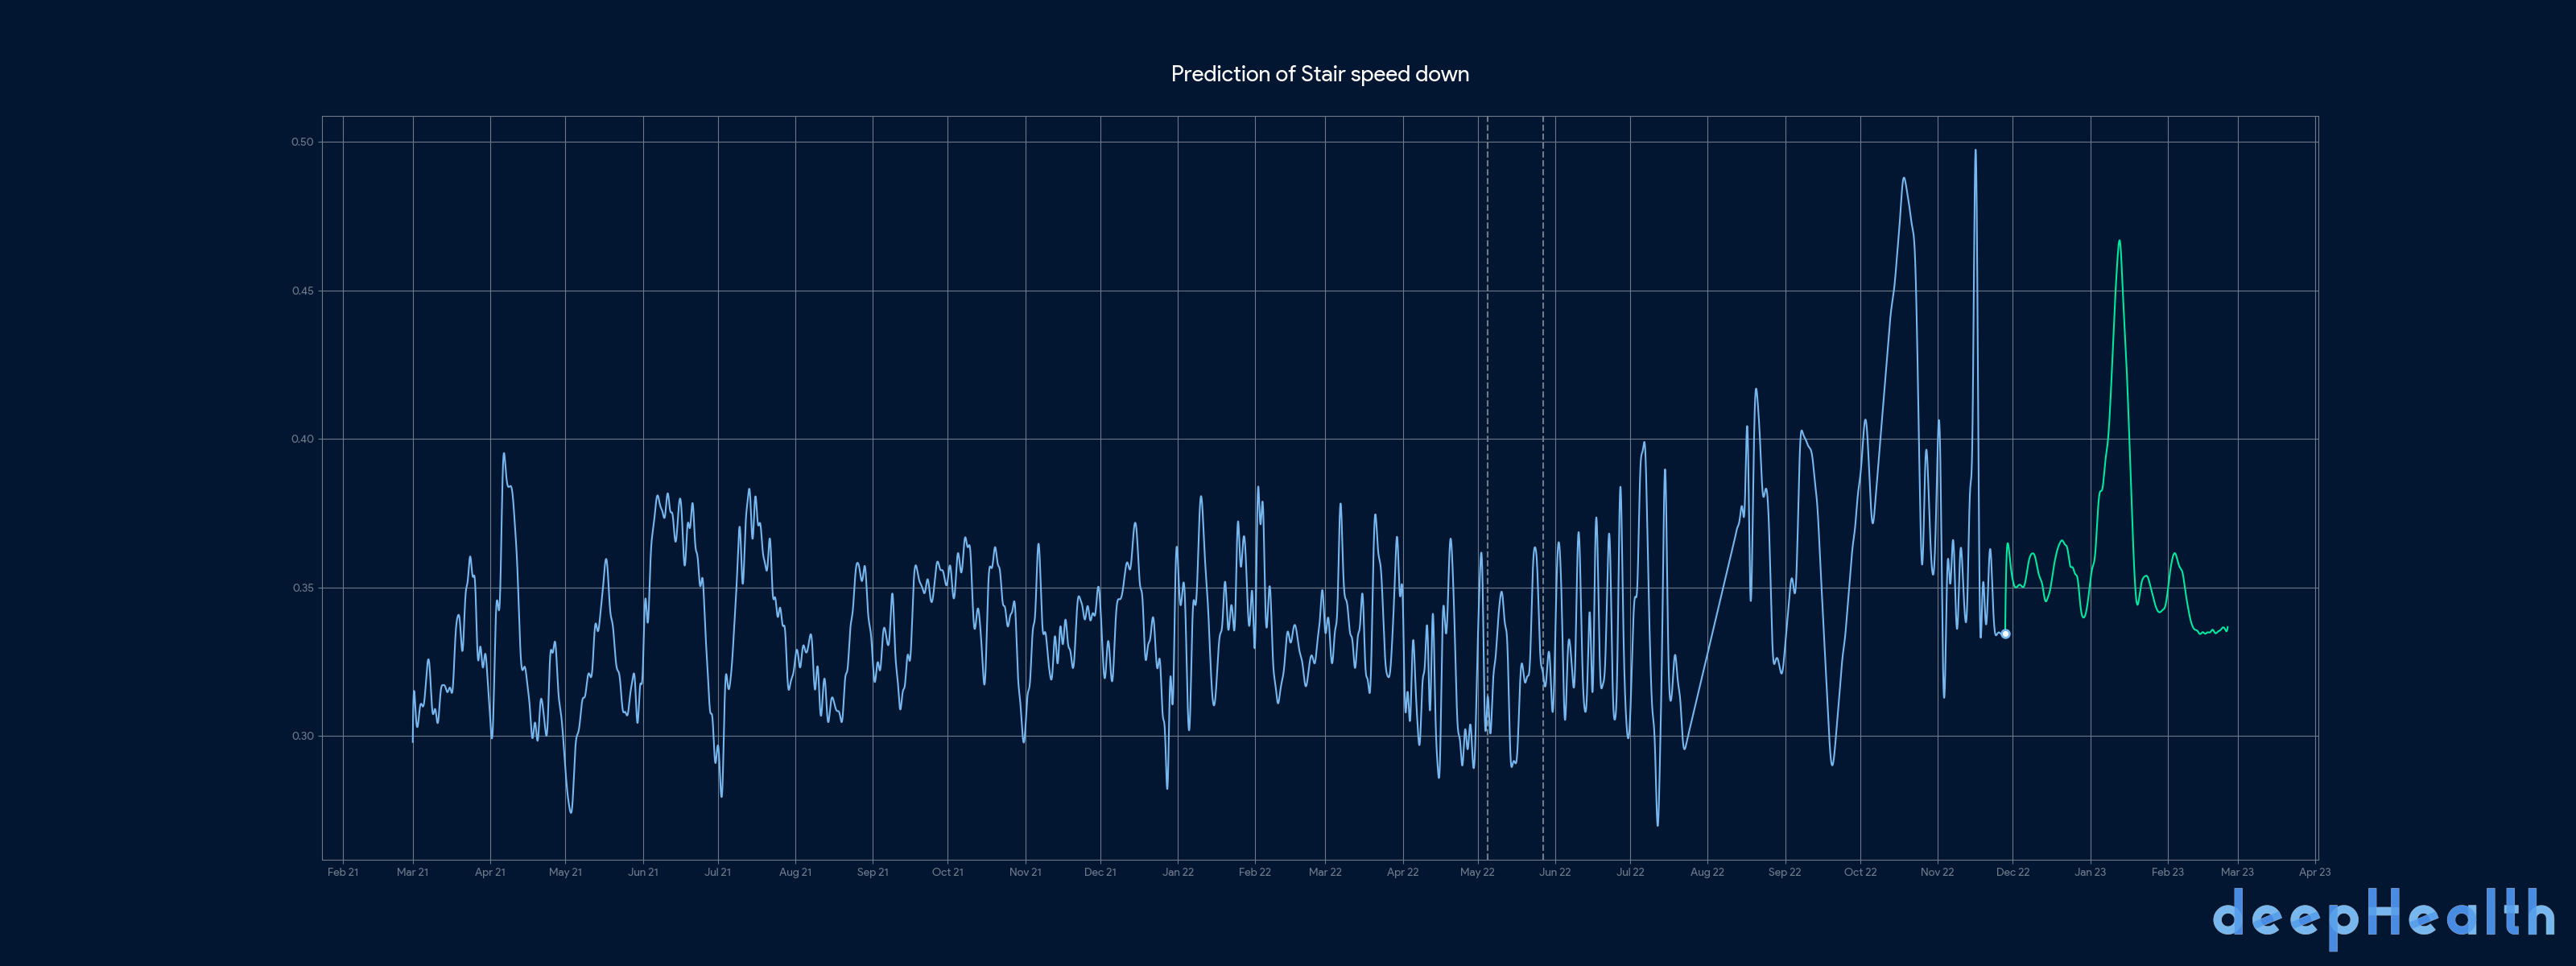 Prediction of Stair speed down
0.50
0.45
0.40
0.35
0.30
Feb 21 Mar 21 Apr 21 May 21 Jun 21 Jul 21 Aug 21 Sep 21 Oct 21 Nov 21 Dec 21 Jan 22 Feb 22 Mar 22 Apr 22 May 22 Jun 22 Jul 22 Aug 22 Sep 22 Oct 22 Nov 22 Dec 22 Jan 23 Feb 23 Mar 23 Apr 23
deepHealth